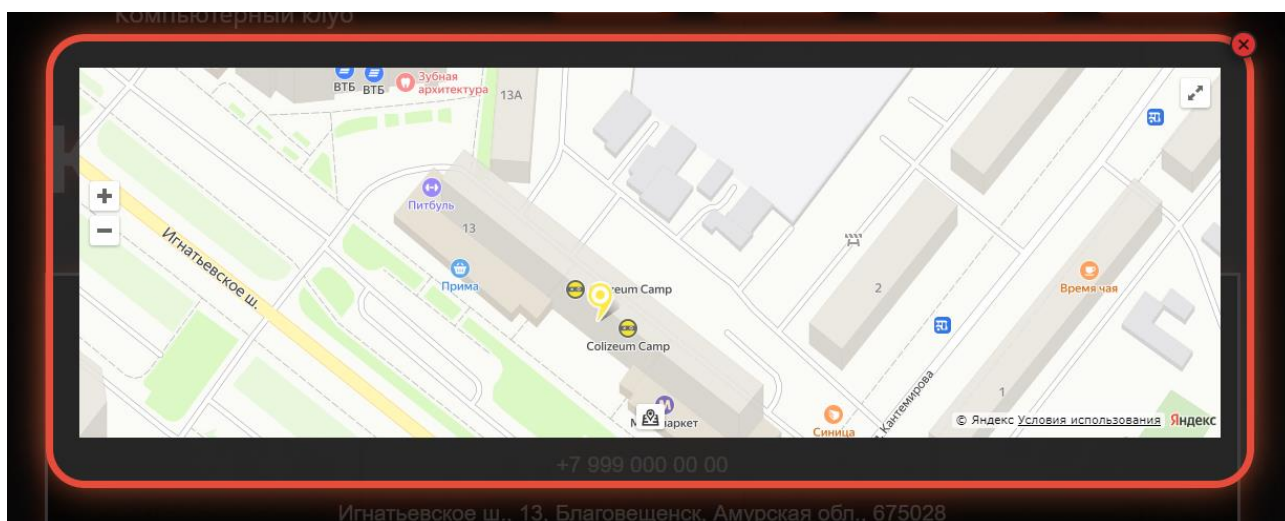 Компьютерный клуб
Зубная
архитектура
ВТБ
ВТБ
13А
Питбуль
13
Игнатьевское ш.
Прима
Colizeum Camp
2
Время чая
Colizeum Camp
Кантемирова
1
Синица
© Яндекс Условия использования Яндекс
+7 999 000 00 00
Игнатьевское ш., 13, Благовещенск, Амурская обл., 675028